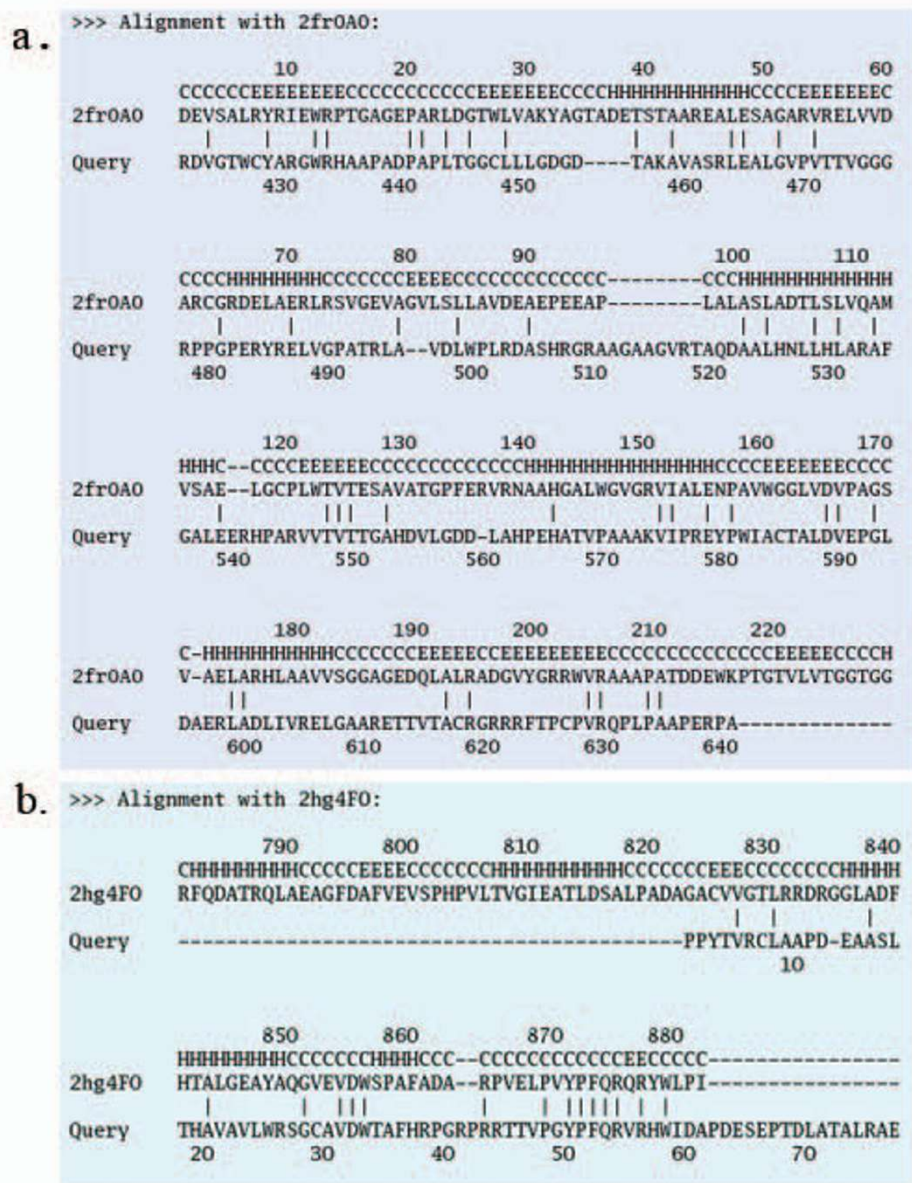 a. >>> Alignment with 2fr0A0:
10 20 30 40 50 60
CCCCCCEEEEEEEECCCCCCCCCCCEEEEEEECCCCHHHHHHHHHHHHCCCCEEEEEEEC
2fr0A0 DEVSALRYRIEWRPTGAGEPARLDGTWLVAKYAGTADETSTAAREALESAGARVRELVVD
Query RDVGTWCYARGWRHAAPADPAPLTGGCLLLGDGD----TAKAVASRLEALGVPVTTVGGG
430 440 450 460 470
70 80 90 100 110
CCCCHHHHHHHHCCCCCCCEEEECCCCCCCCCCCCC--------CCCHHHHHHHHHHHHH
2fr0A0 ARCGRDELAERLRSVGEVAGVLSLLAVDEAEPEEAP--------LALASLADTLSLVQAM
Query RPPGPERYRELVGPATRLA--VDLWPLRDASHRGRAAGAAGVRTAQDAALHNLLHLARAF
480 490 500 510 520 530
120 130 140 150 160 170
HHHC--CCCCEEEEEECCCCCCCCCCCCCHHHHHHHHHHHHHHHHCCCCEEEEEEECCCC
2fr0A0 VSAE--LGCPLWTVTESAVATGPFERVRNAAHGALWGVGRVIALENPAVWGGLVDVPAGS
Query GALEERHPARVVTVTTGAHDVLGDD-LAHPEHATVPAAAKVIPREYPWIACTALDVEPGL
540 550 560 570 580 590
180 190 200 210 220
C-HHHHHHHHHHHCCCCCCCEEEEECCEEEEEEEEECCCCCCCCCCCCCCEEEEECCCCH
2fr0A0 V-AELARHLAAVVSGGAGEDQLALRADGVYGRRWVRAAAPATDDEWKPTGTVLVTGGTGG
Query DAERLADLIVRELGAARETTVTACRGRRRFTPCPVRQPLPAAPERPA-------------
600 610 620 630 640
b. >>> Alignment with 2hg4F0:
790 800 810 820 830 840
CHHHHHHHHHCCCCCEEEECCCCCCCHHHHHHHHHHHCCCCCCCEEECCCCCCCCHHHHH
2hg4F0 RFQDATRQLAEAGFDAFVEVSPHPVLTVGIEATLDSALPADAGACVVGTLRRDRGGLADF
Query ------------------------------------------PPYTVRCLAAPD-EAASL
10
850 860 870 880
HHHHHHHHHCCCCCCCHHHHCCC--CCCCCCCCCCCCEECCCCC----------------
2hg4F0 HTALGEAYAQGVEVDWSPAFADA--RPVELPVYPFQRQRYWLPI----------------
Query THAVAVLWRSGCAVDWTAFHRPGRPRRTTVPGYPFQRVRHWIDAPDESEPTDLATALRAE
20 30 40 50 60 70